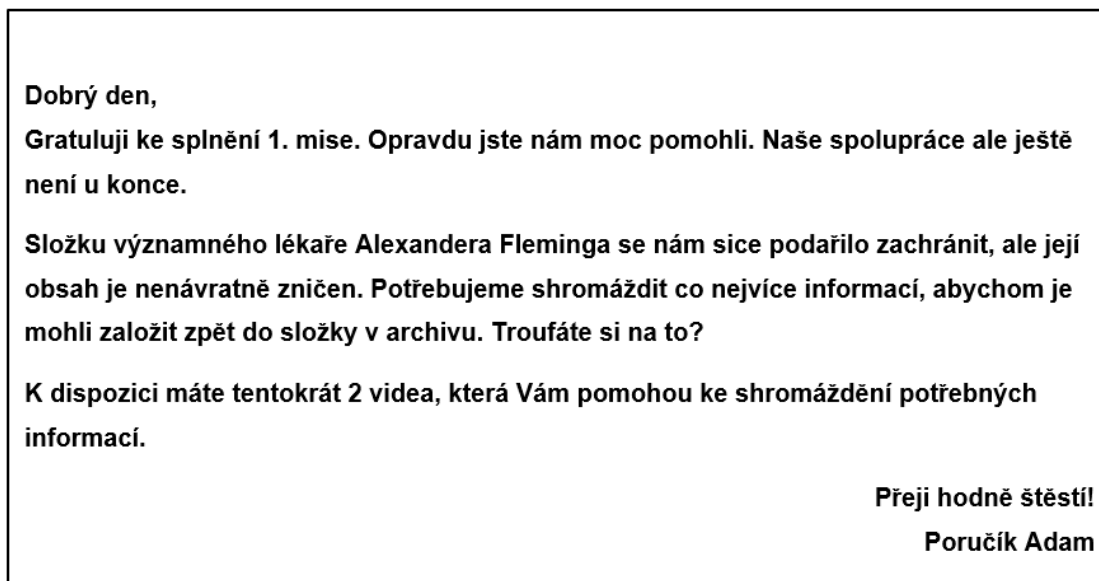 Dobrý den,
Gratuluji ke splnění 1. mise. Opravdu jste nám moc pomohli. Naše spolupráce ale ještě
není u konce.
Složku významného lékaře Alexandera Fleminga se nám sice podařilo zachránit, ale její
obsah je nenávratně zničen. Potřebujeme shromáždit co nejvíce informací, abychom je
mohli založit zpět do složky v archivu. Troufáte si na to?
K dispozici máte tentokrát 2 videa, která Vám pomohou ke shromáždění potřebných
informací.
Přeji hodně štěstí!
Poručík Adam